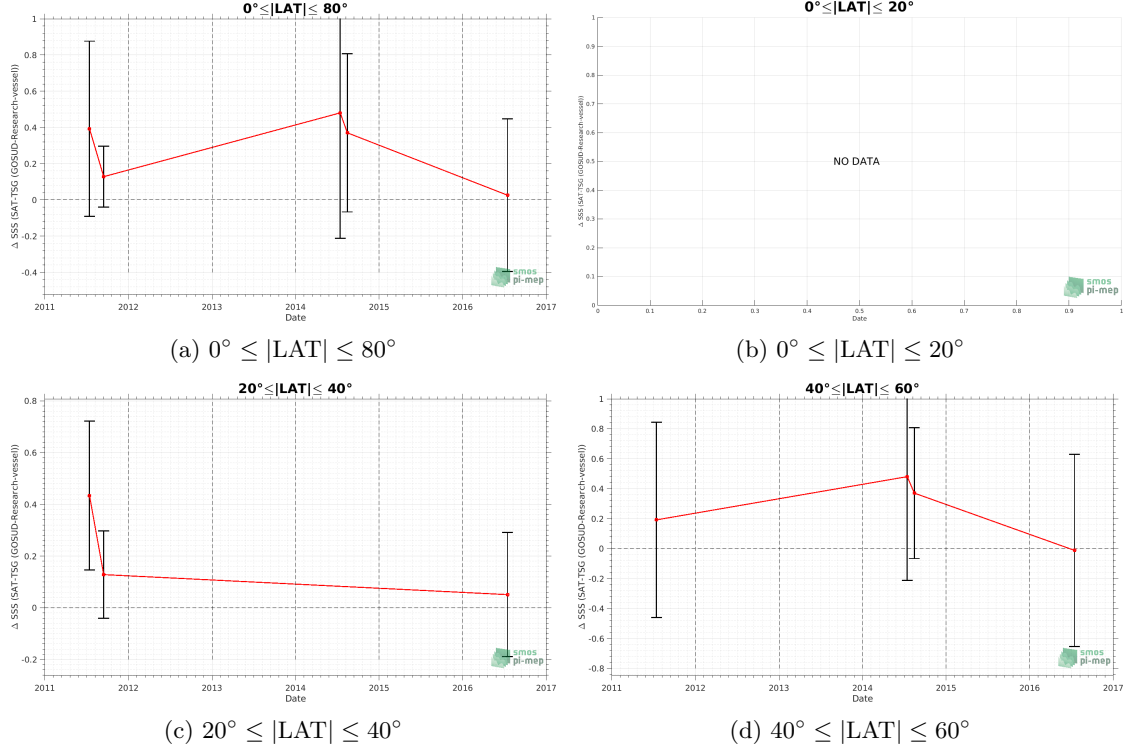 0°≤|LAT|≤ 80°
1
0.8
0.6
0.4
0.2
0
-0.2
-0.4
Δ SSS (SAT-TSG (GOSUD-Research-vessel))
2011 2012 2013 2014 2015 2016 2017
Date
smos
pi-mep
(a) 0° ≤ |LAT| ≤ 80°
0°≤|LAT|≤ 20°
1
0.9
0.8
0.7
0.6
0.5
0.4
0.3
0.2
0.1
0
Δ SSS (SAT-TSG (GOSUD-Research-vessel))
NO DATA
0 0.1 0.2 0.3 0.4 0.5 0.6 0.7 0.8 0.9 1
Date
smos
pi-mep
(b) 0° ≤ |LAT| ≤ 20°
20°≤|LAT|≤ 40°
0.8
0.6
0.4
0.2
0
-0.2
Δ SSS (SAT-TSG (GOSUD-Research-vessel))
2011 2012 2013 2014 2015 2016 2017
Date
smos
pi-mep
(c) 20° ≤ |LAT| ≤ 40°
40°≤|LAT|≤ 60°
1
0.8
0.6
0.4
0.2
0
-0.2
-0.4
-0.6
-0.8
Δ SSS (SAT-TSG (GOSUD-Research-vessel))
2011 2012 2013 2014 2015 2016 2017
Date
smos
pi-mep
(d) 40° ≤ |LAT| ≤ 60°